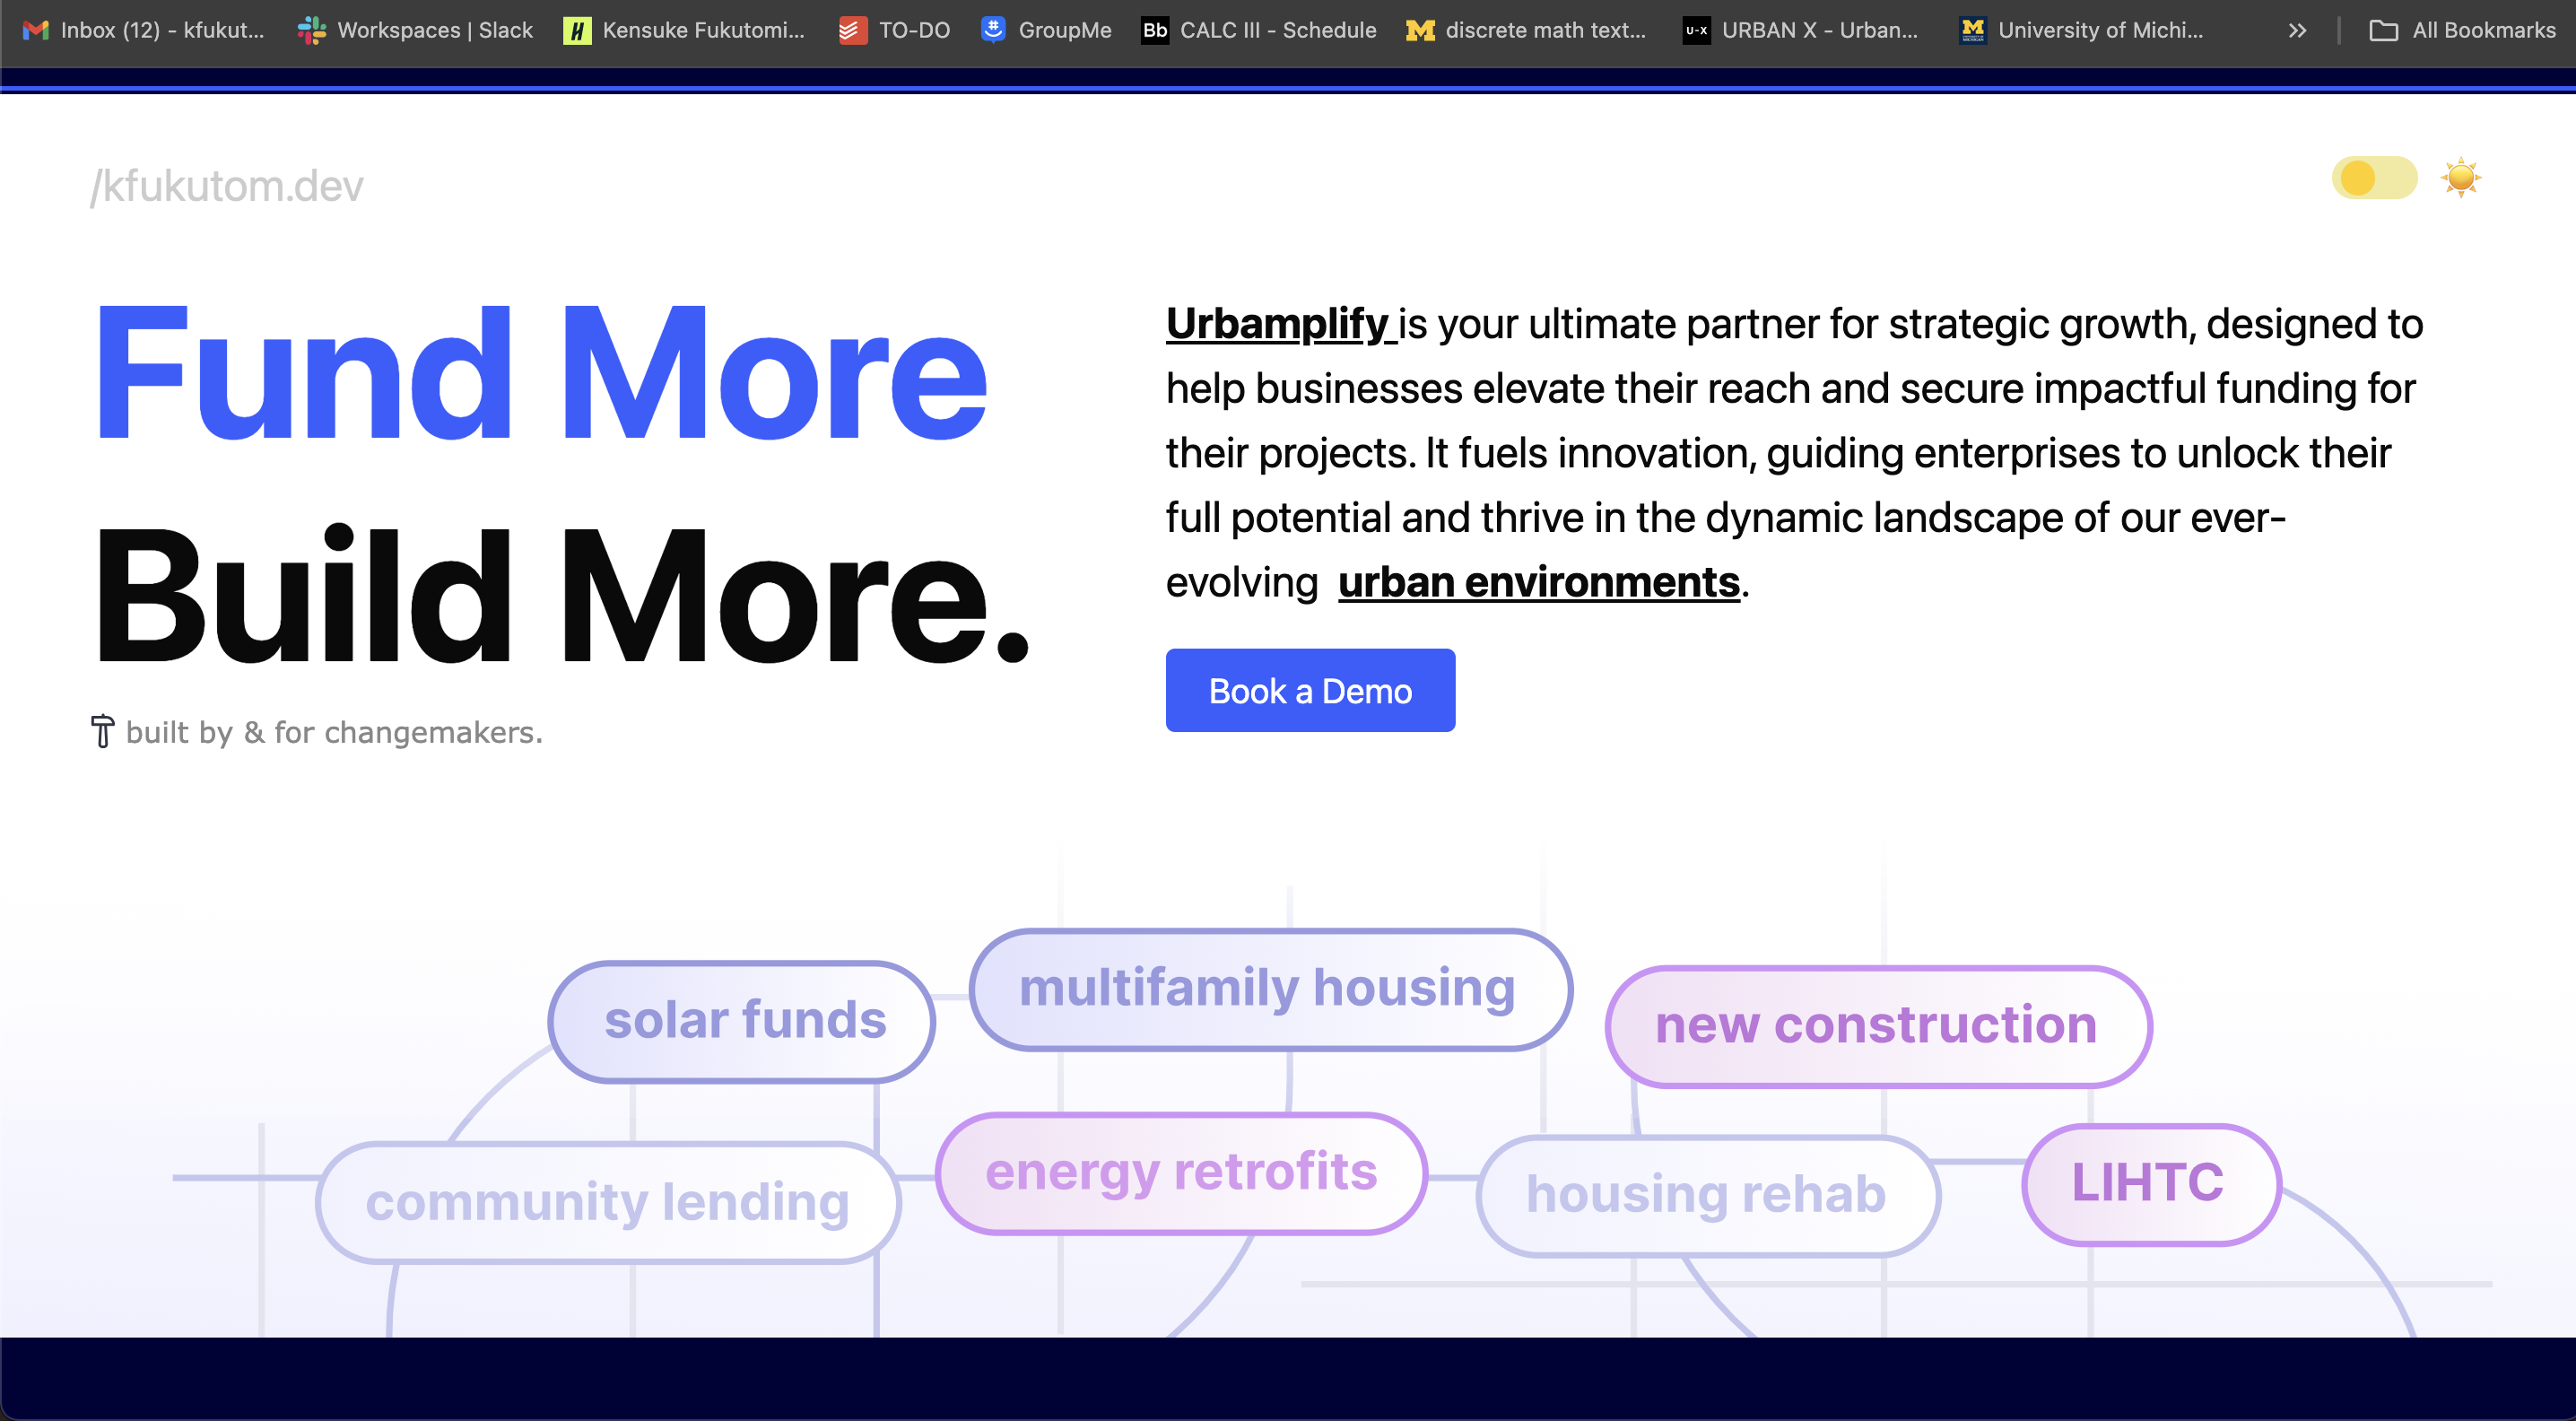 Inbox (12) - kfukut... Workspaces | Slack H Kensuke Fukutomi... TO-DO GroupMe Bb CALC III - Schedule M discrete math text... U-X URBAN X - Urban... M University of Michi... » All Bookmarks
/kfukutom.dev
Fund More
Build More.
built by & for changemakers.
Urbamplify is your ultimate partner for strategic growth, designed to
help businesses elevate their reach and secure impactful funding for
their projects. It fuels innovation, guiding enterprises to unlock their
full potential and thrive in the dynamic landscape of our ever-
evolving urban environments.
Book a Demo
solar funds
multifamily housing
new construction
community lending
energy retrofits
housing rehab
LIHTC